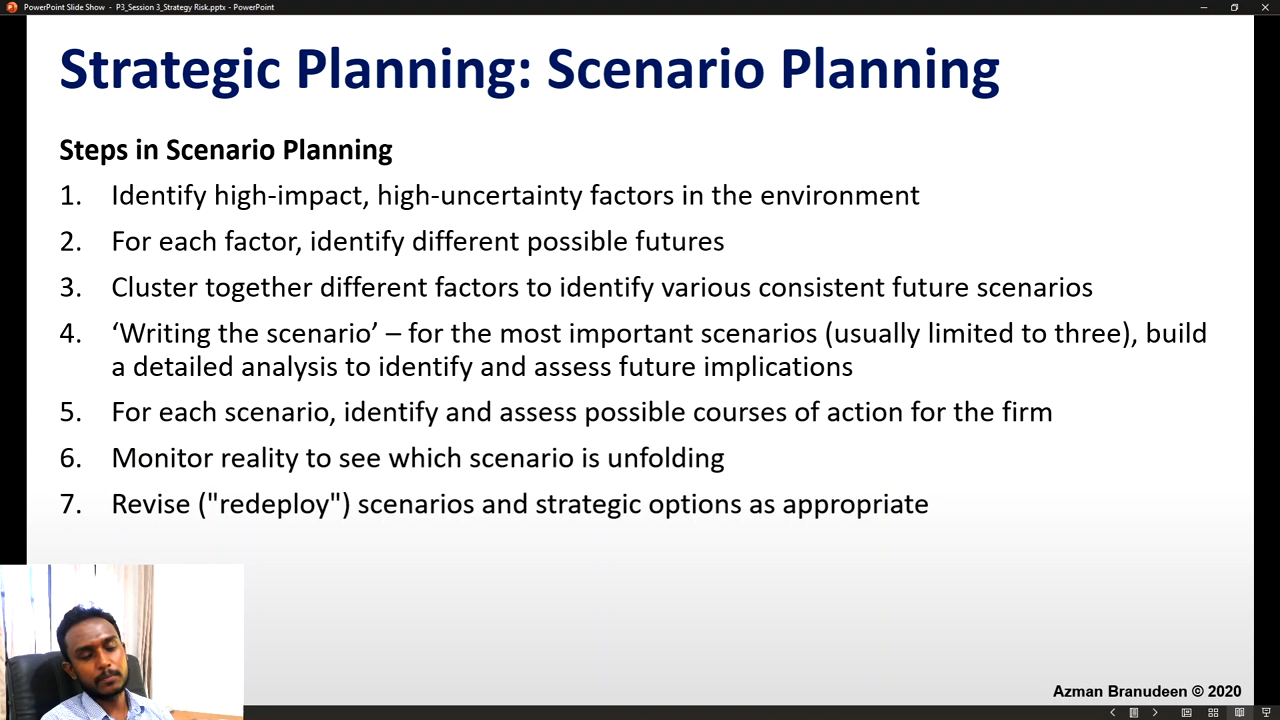 PowerPoint Slide Show - P3_Session 3_Strategy Risk.pptx - PowerPoint
Strategic Planning: Scenario Planning
Steps in Scenario Planning
1. Identify high-impact, high-uncertainty factors in the environment
2. For each factor, identify different possible futures
3. Cluster together different factors to identify various consistent future scenarios
4. ‘Writing the scenario’ – for the most important scenarios (usually limited to three), build
a detailed analysis to identify and assess future implications
5. For each scenario, identify and assess possible courses of action for the firm
6. Monitor reality to see which scenario is unfolding
7. Revise ("redeploy") scenarios and strategic options as appropriate
Azman Branudeen © 2020